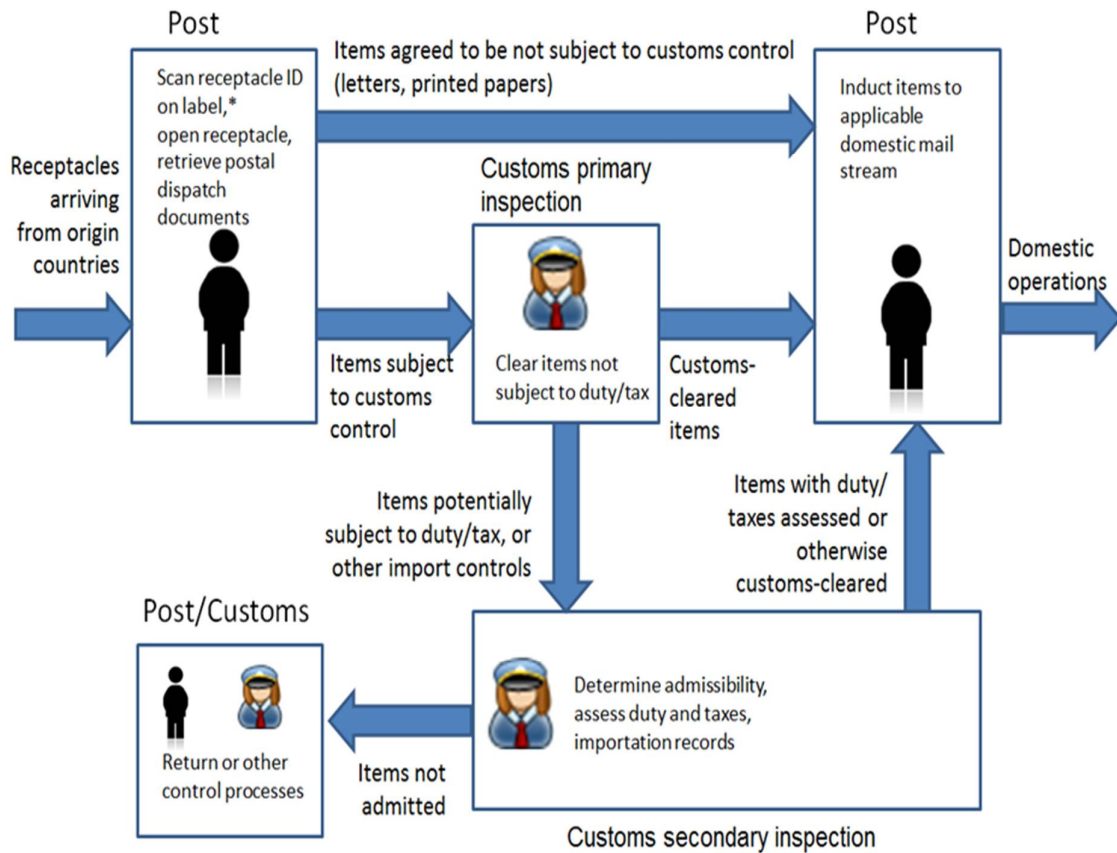 Post
Scan receptacle ID
on label,*
open receptacle,
retrieve postal
dispatch
documents
Receptacles
arriving
from origin
countries
Items agreed to be not subject to customs control
(letters, printed papers)
Post
Induct items to
applicable
domestic mail
stream
Customs primary
inspection
Clear items not
subject to duty/tax
Items subject
to customs
control
Customs-
cleared
items
Domestic
operations
Items potentially
subject to duty/tax, or
other import controls
Items with duty/
taxes assessed or
otherwise
customs-cleared
Post/Customs
Return or other
control processes
Items not
admitted
Determine admissibility,
assess duty and taxes,
importation records
Customs secondary inspection